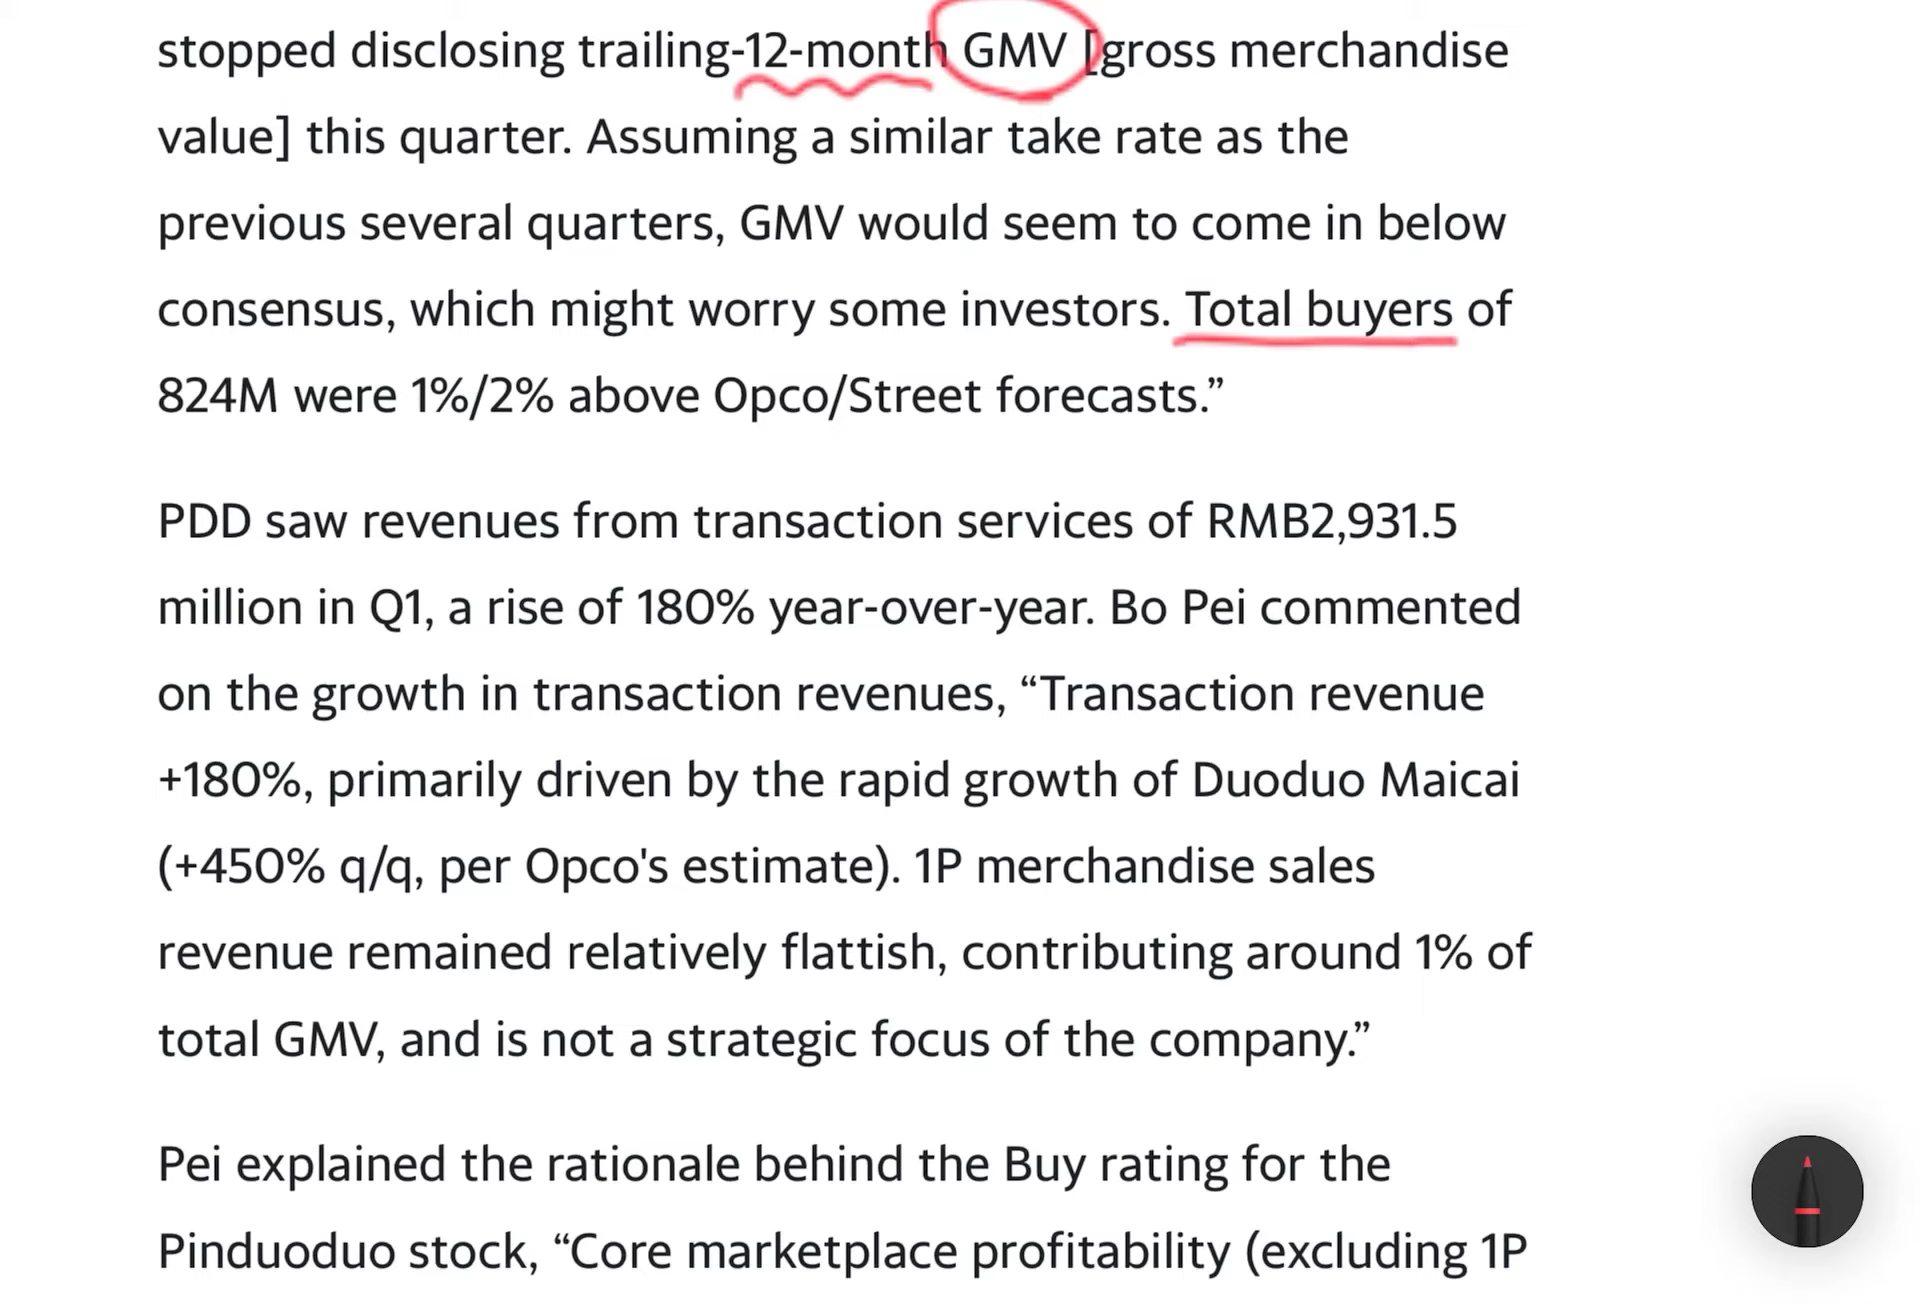 stopped disclosing trailing-12-month GMV [gross merchandise
value] this quarter. Assuming a similar take rate as the
previous several quarters, GMV would seem to come in below
consensus, which might worry some investors. Total buyers of
824M were 1%/2% above Opco/Street forecasts.”
PDD saw revenues from transaction services of RMB2,931.5
million in Q1, a rise of 180% year-over-year. Bo Pei commented
on the growth in transaction revenues, “Transaction revenue
+180%, primarily driven by the rapid growth of Duoduo Maicai
(+450% q/q, per Opco's estimate). 1P merchandise sales
revenue remained relatively flattish, contributing around 1% of
total GMV, and is not a strategic focus of the company.”
Pei explained the rationale behind the Buy rating for the
Pinduoduo stock, “Core marketplace profitability (excluding 1P